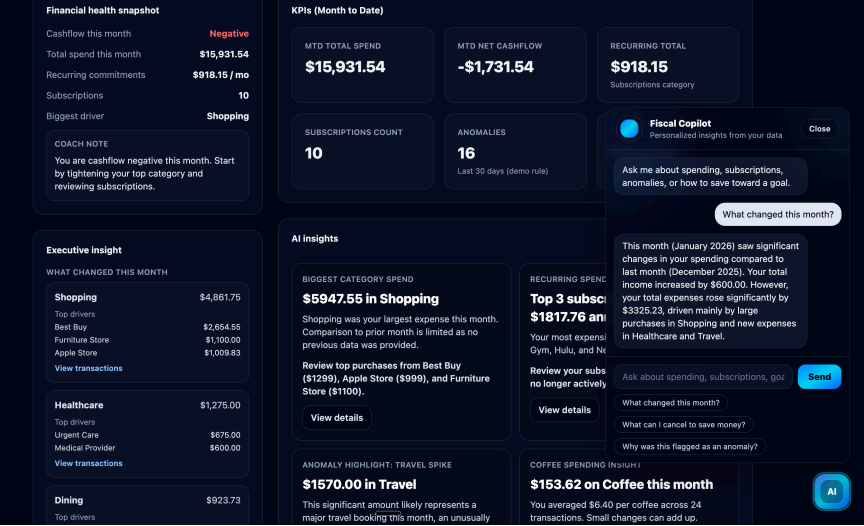 Financial health snapshot
Cashflow this month Negative
Total spend this month $15,931.54
Recurring commitments $918.15 / mo
Subscriptions 10
Biggest driver Shopping
COACH NOTE
You are cashflow negative this month. Start
by tightening your top category and
reviewing subscriptions.
Executive insight
WHAT CHANGED THIS MONTH
Shopping $4,861.75
Top drivers
Best Buy $2,654.55
Furniture Store $1,100.00
Apple Store $1,009.83
View transactions
Healthcare $1,275.00
Top drivers
Urgent Care $675.00
Medical Provider $600.00
View transactions
Dining $923.73
Top drivers
KPIs (Month to Date)
MTD TOTAL SPEND
$15,931.54
MTD NET CASHFLOW
-$1,731.54
RECURRING TOTAL
$918.15
Subscriptions category
SUBSCRIPTIONS COUNT
10
ANOMALIES
16
Last 30 days (demo rule)
AI insights
BIGGEST CATEGORY SPEND
$5947.55 in Shopping
Shopping was your largest expense this month.
Comparison to prior month is limited as no
previous data was provided.
Review top purchases from Best Buy
($1299), Apple Store ($999), and Furniture
Store ($1100).
View details
RECURRING SPEND
Top 3 subsc
$1817.76 an
Your most expensi
Gym, Hulu, and Ne
Review your subs
no longer actively
View details
ANOMALY HIGHLIGHT: TRAVEL SPIKE
$1570.00 in Travel
This significant amount likely represents a
major travel booking this month, an unusually
COFFEE SPENDING INSIGHT
$153.62 on Coffee this month
You averaged $6.40 per coffee across 24
transactions. Small changes can add up.
Fiscal Copilot
Personalized insights from your data
Close
Ask me about spending, subscriptions,
anomalies, or how to save toward a goal.
What changed this month?
This month (January 2026) saw significant
changes in your spending compared to
last month (December 2025). Your total
income increased by $600.00. However,
your total expenses rose significantly by
$3325.23, driven mainly by large
purchases in Shopping and new expenses
in Healthcare and Travel.
Ask about spending, subscriptions, goa
Send
What changed this month?
What can I cancel to save money?
Why was this flagged as an anomaly?
AI